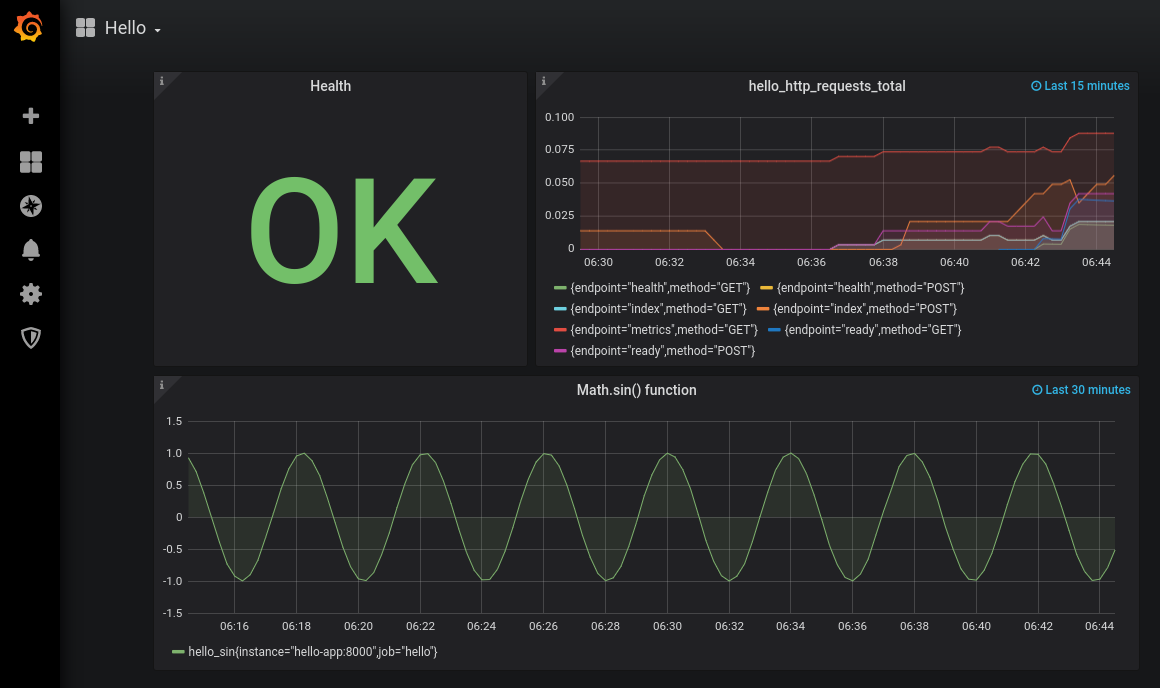 Hello
Health
OK
hello_http_requests_total
Last 15 minutes
0.100
0.075
0.050
0.025
0
06:30 06:32 06:34 06:36 06:38 06:40 06:42 06:44
{endpoint="health",method="GET"} {endpoint="health",method="POST"}
{endpoint="index",method="GET"} {endpoint="index",method="POST"}
{endpoint="metrics",method="GET"} {endpoint="ready",method="GET"}
{endpoint="ready",method="POST"}
Math.sin() function
Last 30 minutes
1.5
1.0
0.5
0
-0.5
-1.0
-1.5
06:16 06:18 06:20 06:22 06:24 06:26 06:28 06:30 06:32 06:34 06:36 06:38 06:40 06:42 06:44
hello_sin{instance="hello-app:8000",job="hello"}